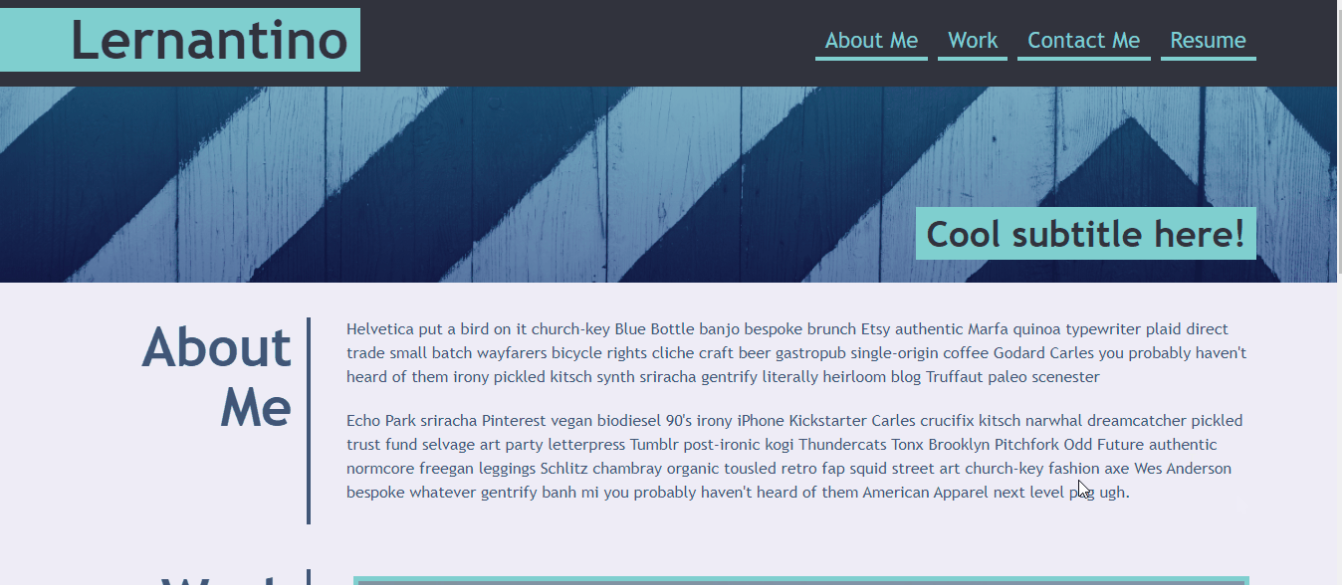 Lernantino
About Me
Work
Contact Me
Resume
Cool subtitle here!
About
Me
Helvetica put a bird on it church-key Blue Bottle banjo bespoke brunch Etsy authentic Marfa quinoa typewriter plaid direct
trade small batch wayfarers bicycle rights cliche craft beer gastropub single-origin coffee Godard Carles you probably haven't
heard of them irony pickled kitsch synth sriracha gentrify literally heirloom blog Truffaut paleo scenester
Echo Park sriracha Pinterest vegan biodiesel 90's irony iPhone Kickstarter Carles crucifix kitsch narwhal dreamcatcher pickled
trust fund selvage art party letterpress Tumblr post-ironic kogi Thundercats Tonx Brooklyn Pitchfork Odd Future authentic
normcore freegan leggings Schlitz chambray organic tousled retro fap squid street art church-key fashion axe Wes Anderson
bespoke whatever gentrify banh mi you probably haven't heard of them American Apparel next level ugh.